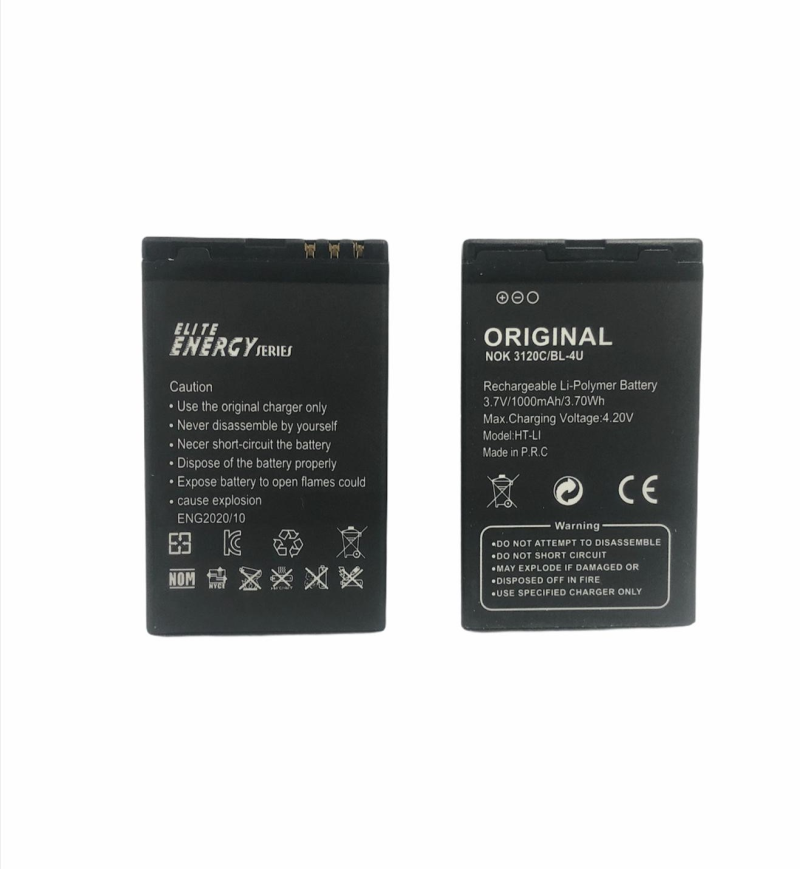 ELITE
ENERGY SERIES
Caution
• Use the original charger only
• Never disassemble by yourself
• Necer short-circuit the battery
• Dispose of the battery properly
• Expose battery to open flames could
• cause explosion
ENG2020/10
NOM
ORIGINAL
NOK 3120C/BL-4U
Rechargeable Li-Polymer Battery
3.7V/1000mAh/3.70Wh
Max.Charging Voltage:4.20V
Model:HT-LI
Made in P.R.C
CE
Warning
•DO NOT ATTEMPT TO DISASSEMBLE
•DO NOT SHORT CIRCUIT
•MAY EXPLODE IF DAMAGED OR
•DISPOSED OFF IN FIRE
•USE SPECIFIED CHARGER ONLY